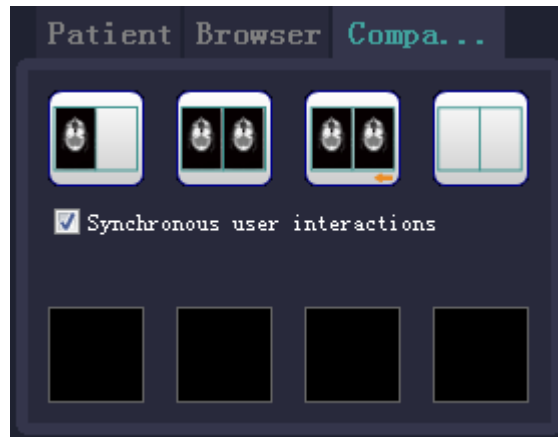 Patient Browser Compa...
Synchronous user interactions